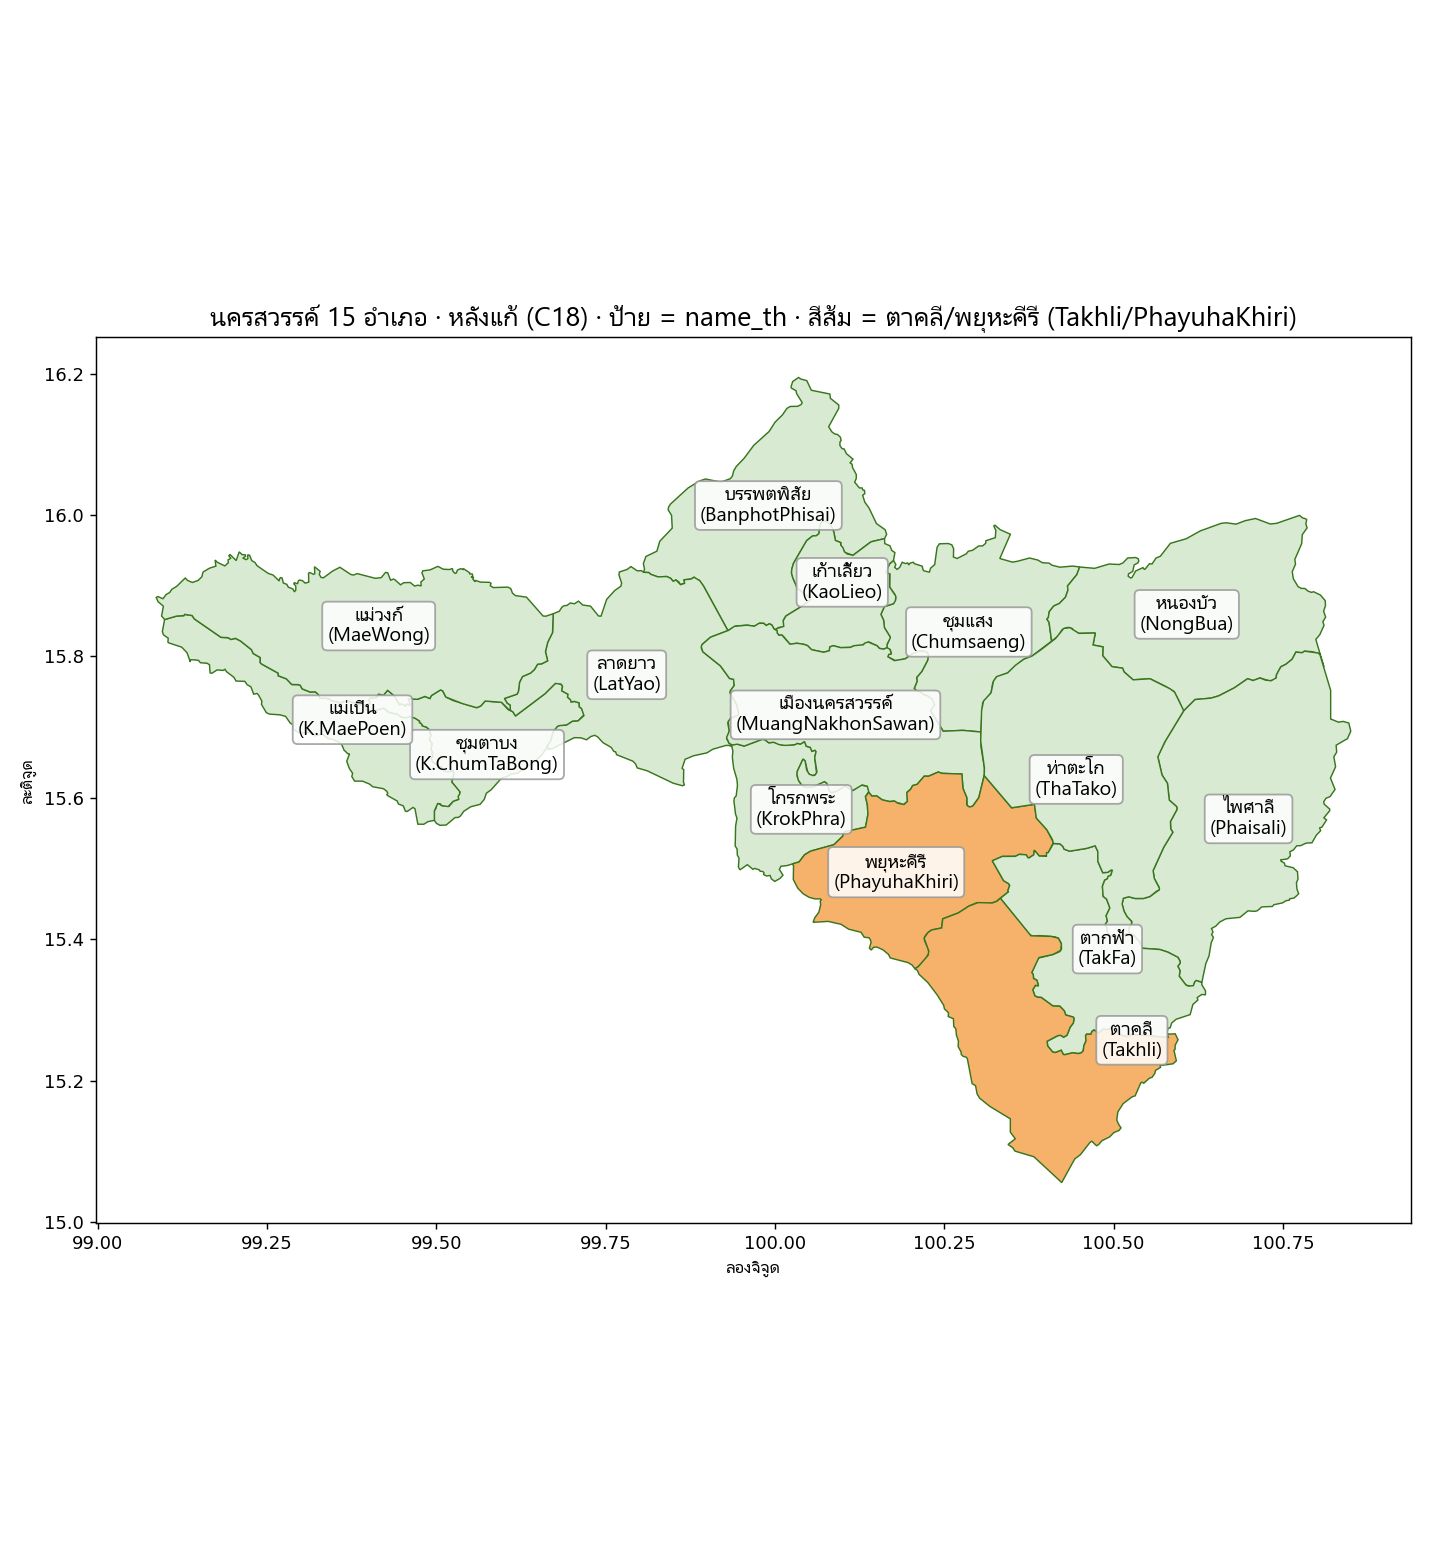 นครสวรรค์ 15 อำเภอ · หลังแก้ (C18) · ป้าย = name_th · สีส้ม = ตาคลี/พยุหะคีรี (Takhli/PhayuhaKhiri)
16.2
16.0
15.8
15.6
15.4
15.2
15.0
ละติจูด
บรรพตพิสัย
(BanphotPhisai)
เก้าเลี้ยว
(KaoLieo)
แม่วงก์
(MaeWong)
ชุมแสง
(Chumsaeng)
หนองบัว
(NongBua)
ลาดยาว
(LatYao)
แม่เปิน
(K.MaePoen)
เมืองนครสวรรค์
(MuangNakhonSawan)
ชุมตาบง
(K.ChumTaBong)
ท่าตะโก
(ThaTako)
โกรกพระ
(KrokPhra)
ไพศาลี
(Phaisali)
พยุหะคีรี
(PhayuhaKhiri)
ตากฟ้า
(TakFa)
ตาคลี
(Takhli)
99.00 99.25 99.50 99.75 100.00 100.25 100.50 100.75
ลองจิจูด